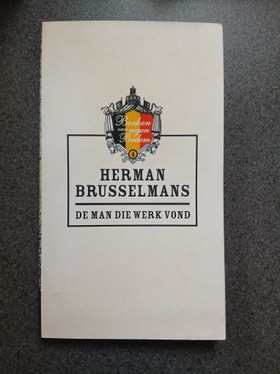 Boeken
van eigen
Bodem
4
HERMAN
BRUSSELMANS
DE MAN DIE WERK VOND